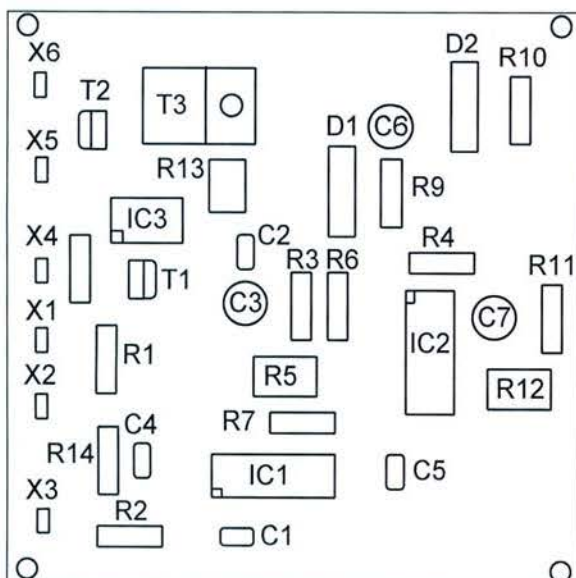 X6
T2
T3
D2
R10
X5
R13
D1
C6
IC3
R9
X4
C2
R4
T1
R3
R6
R11
X1
C3
R1
IC2
C7
X2
R5
R12
R7
C4
R14
IC1
C5
X3
R2
C1